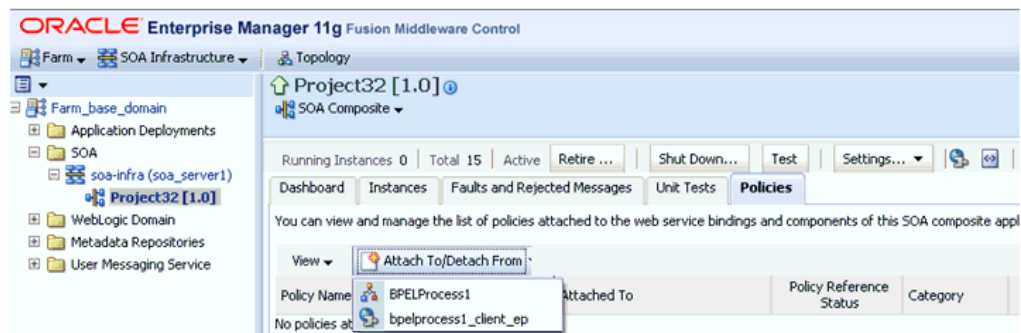 ORACLE Enterprise Manager 11g Fusion Middleware Control
Farm SOA Infrastructure Topology
Project32 [1.0]
SOA Composite
Farm_base_domain
Application Deployments
SOA
soa-infra (soa_server1)
Project32 [1.0]
WebLogic Domain
Metadata Repositories
User Messaging Service
Running Instances 0 Total 15 Active Retire ... Shut Down... Test Settings...
Dashboard Instances Faults and Rejected Messages Unit Tests Policies
You can view and manage the list of policies attached to the web service bindings and components of this SOA composite appl
View Attach To/Detach From
Policy Name Attached To Policy Reference Status Category
BPELProcess1
bpelprocess1_client_ep
No policies at